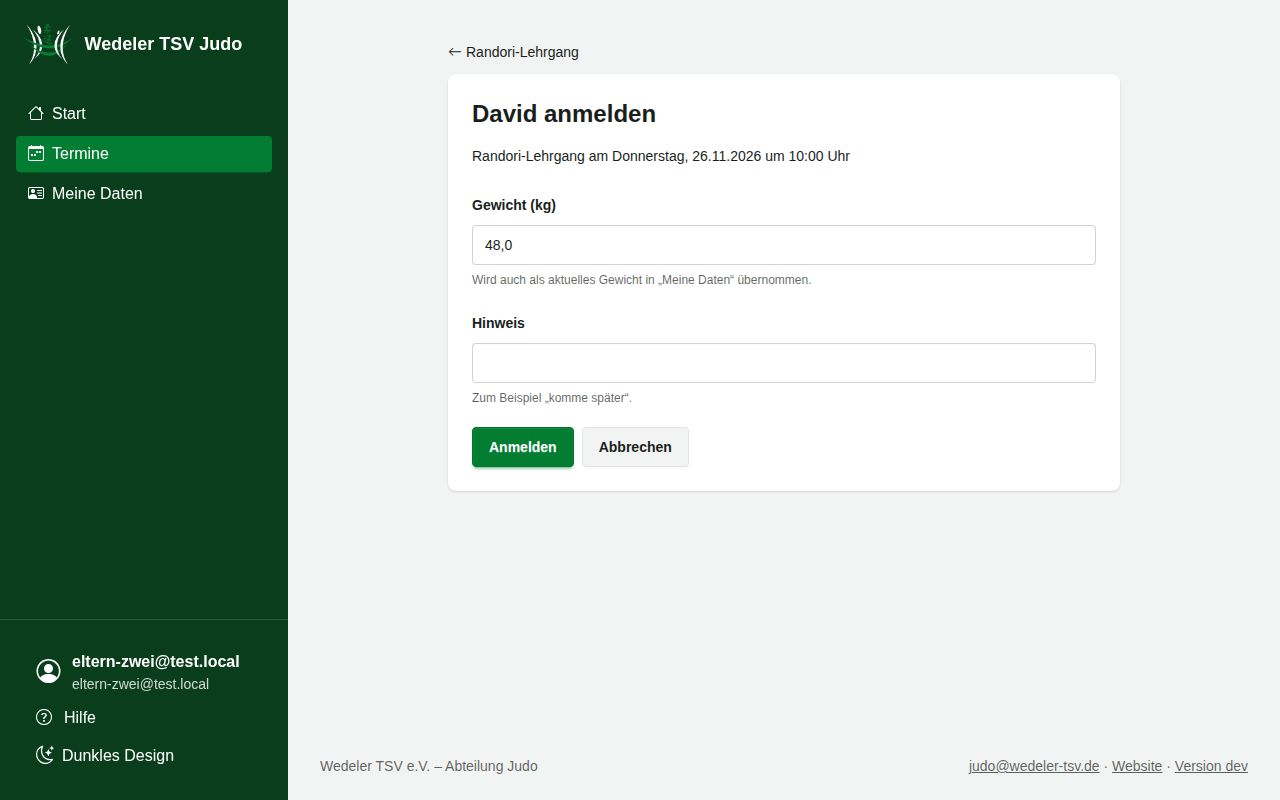 Wedeler TSV Judo
Start
Termine
Meine Daten
eltern-zwei@test.local
eltern-zwei@test.local
Hilfe
Dunkles Design
← Randori-Lehrgang
David anmelden
Randori-Lehrgang am Donnerstag, 26.11.2026 um 10:00 Uhr
Gewicht (kg)
48,0
Wird auch als aktuelles Gewicht in „Meine Daten“ übernommen.
Hinweis
Zum Beispiel „komme später“.
Anmelden Abbrechen
Wedeler TSV e.V. – Abteilung Judo
judo@wedeler-tsv.de · Website · Version dev